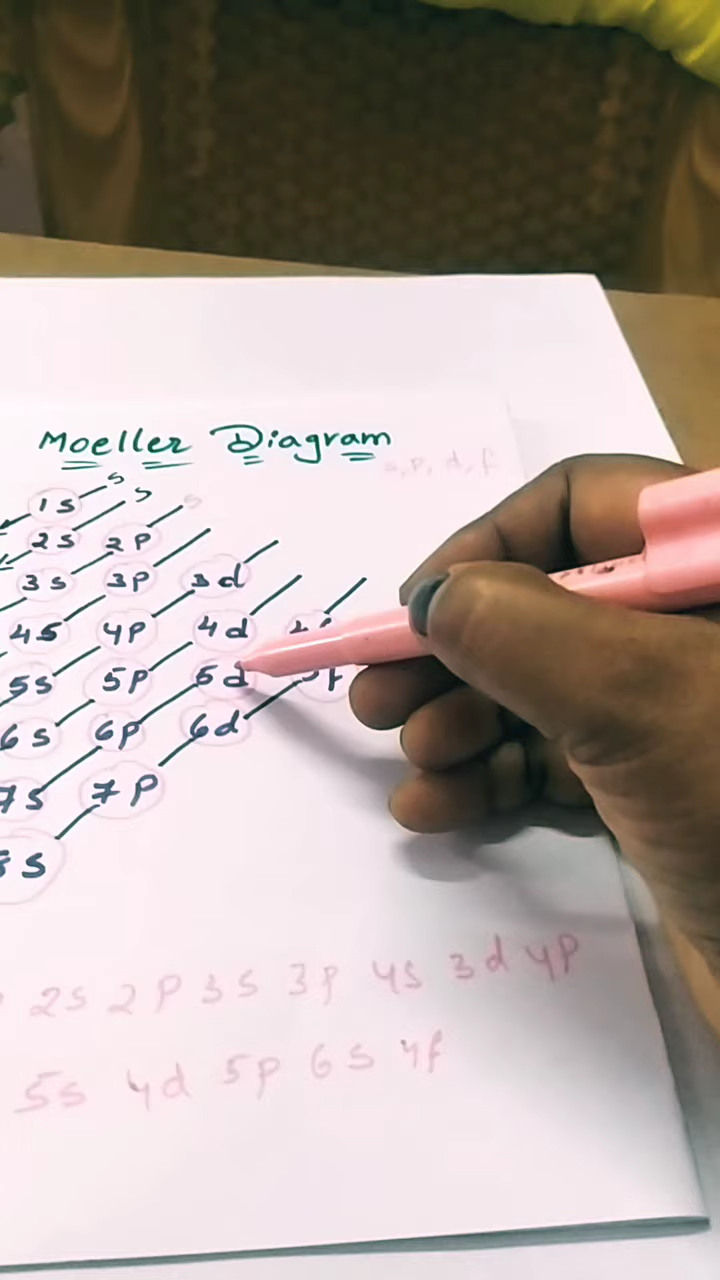 Moeller Diagram
s, p, d, f
s
1s
s
2s 2p
s
3s 3p 3d
4s 4p 4d
5s 5p 5d
6s 6p 6d
7s 7p
8s
2s 2p 3s 3p 4s 3d 4p
5s 4d 5p 6s 4f